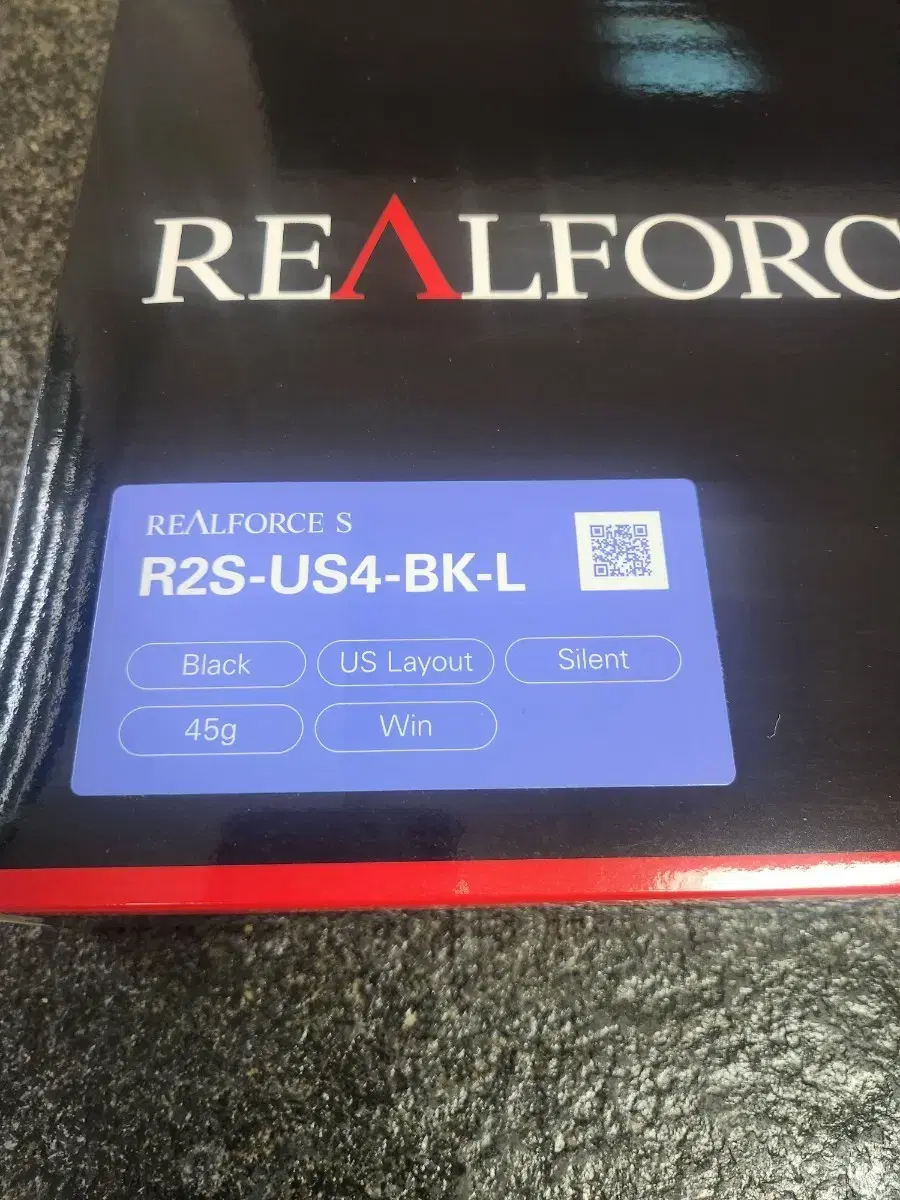 REALFORC
REALFORCE S
R2S-US4-BK-L
Black US Layout Silent
45g Win